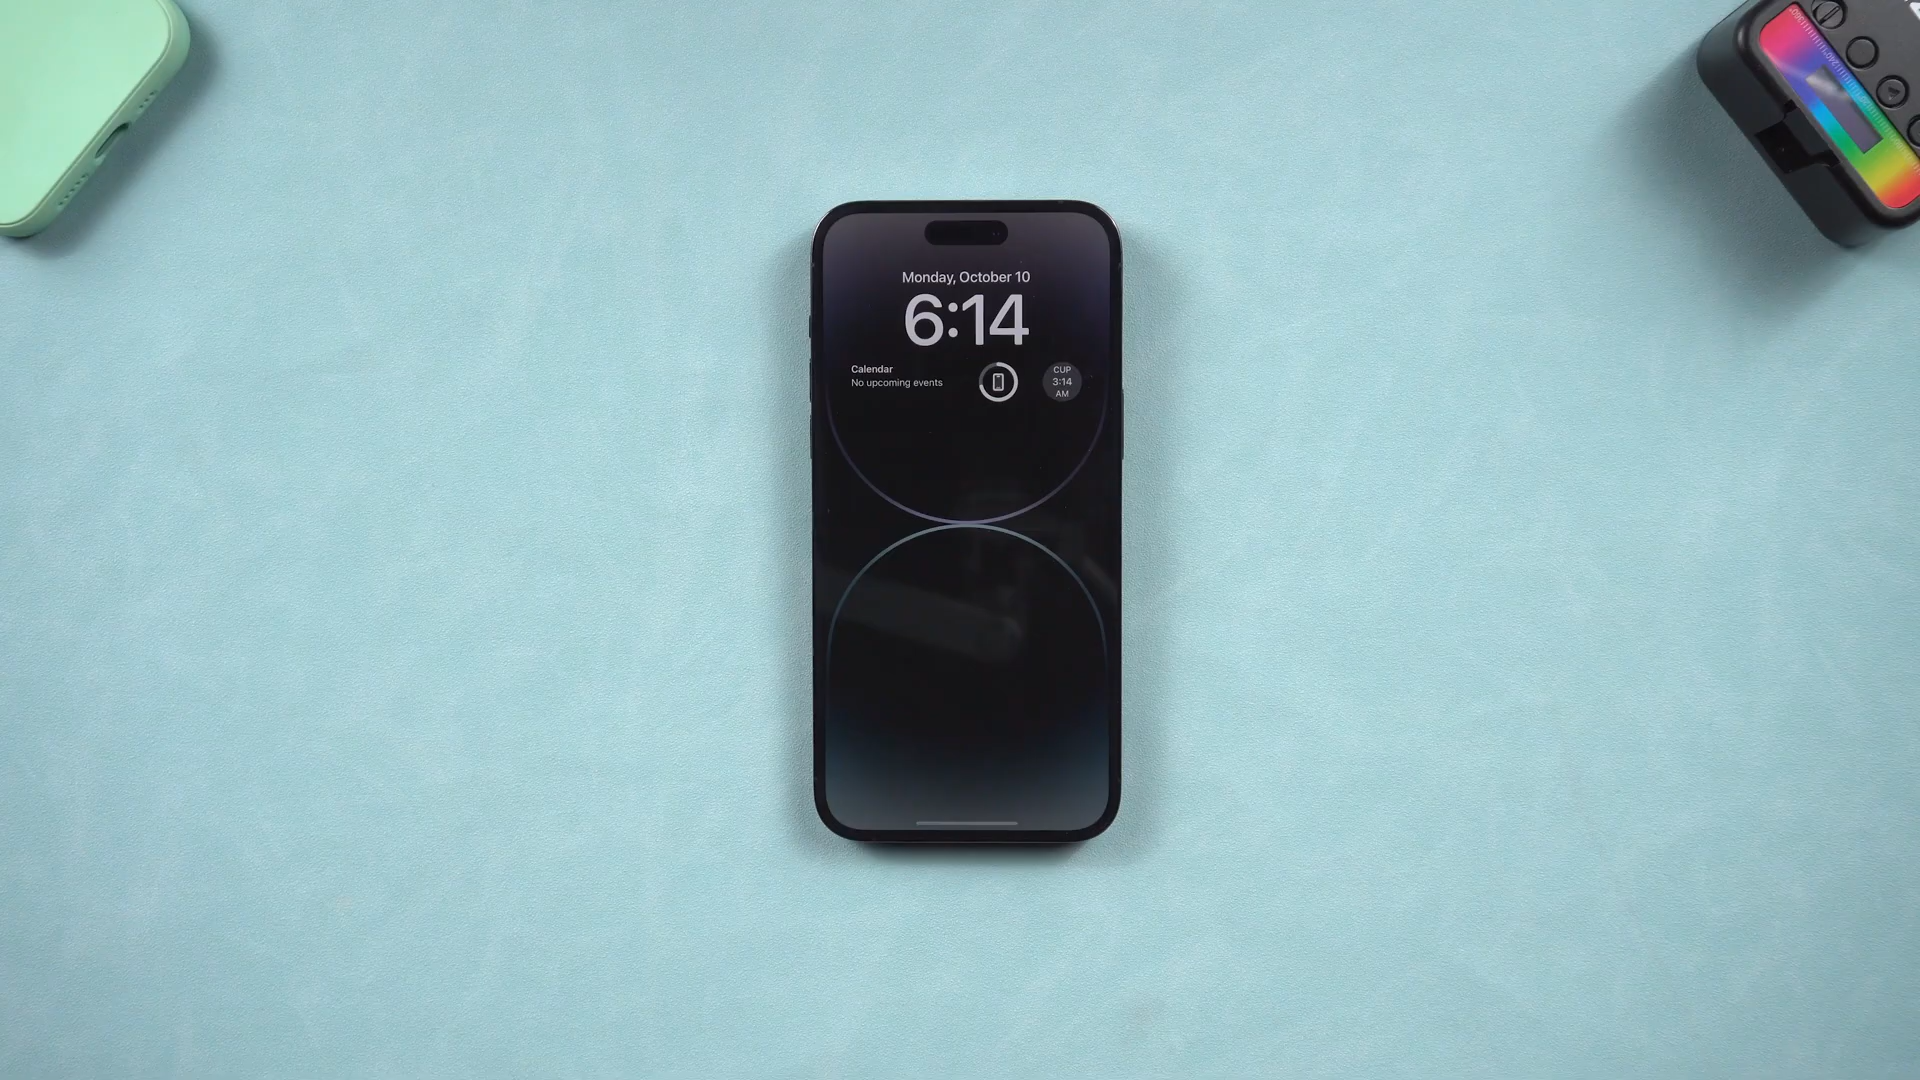 Monday, October 10
6:14
Calendar
No upcoming events
CUP
3:14
AM